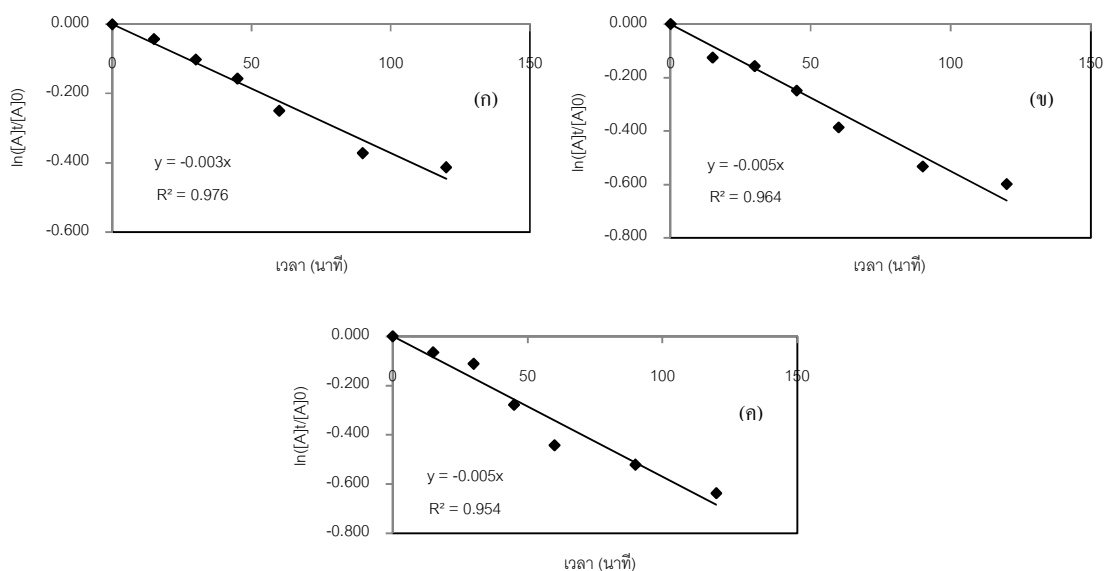 0.000
-0.200
-0.400
-0.600
0
50
100
150
ln([A]t/[A]0)
(ก)
y = -0.003x
R² = 0.976
เวลา (นาที)
0.000
-0.200
-0.400
-0.600
-0.800
0
50
100
150
ln([A]t/[A]0)
(ข)
y = -0.005x
R² = 0.964
เวลา (นาที)
0.000
-0.200
-0.400
-0.600
-0.800
0
50
100
150
ln([A]t/[A]0)
(ค)
y = -0.005x
R² = 0.954
เวลา (นาที)